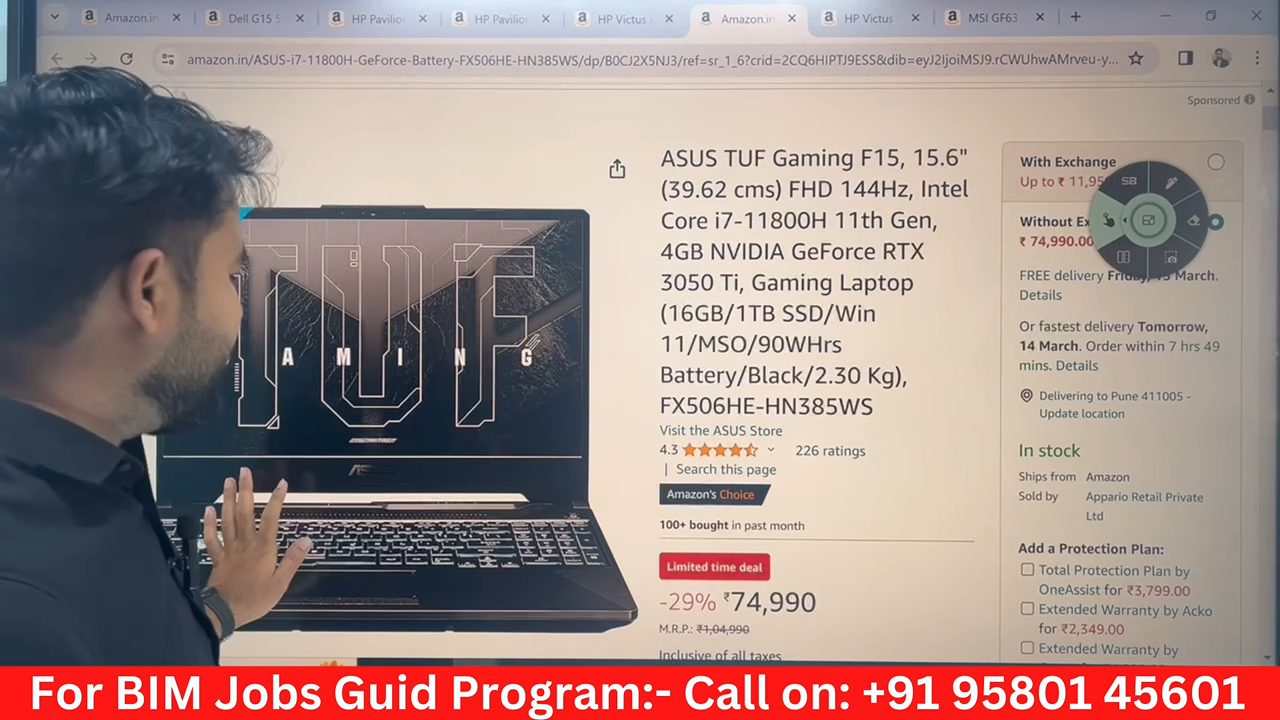 Amazon.in
Dell G15 5
HP Pavilior
HP Pavilior
HP Victus
Amazon.in
HP Victus
MSI GF63
amazon.in/ASUS-i7-11800H-GeForce-Battery-FX506HE-HN385WS/dp/B0CJ2X5NJ3/ref=sr_1_6?crid=2CQ6HIPTJ9ESS&dib=eyJ2IjoiMSJ9.rCWUhwAMrveu-y...
Sponsored
ASUS TUF Gaming F15, 15.6"
(39.62 cms) FHD 144Hz, Intel
Core i7-11800H 11th Gen,
4GB NVIDIA GeForce RTX
3050 Ti, Gaming Laptop
(16GB/1TB SSD/Win
11/MSO/90WHrs
Battery/Black/2.30 Kg),
FX506HE-HN385WS
Visit the ASUS Store
4.3
226 ratings
| Search this page
Amazon's Choice
100+ bought in past month
Limited time deal
-29% ₹74,990
M.R.P.: ₹1,04,990
Inclusive of all taxes
With Exchange
Up to ₹ 11,95
SB
Without Ex
₹ 74,990.00
FREE delivery Friday, 15 March.
Details
Or fastest delivery Tomorrow,
14 March. Order within 7 hrs 49
mins. Details
Delivering to Pune 411005 -
Update location
In stock
Ships from Amazon
Sold by Appario Retail Private
Ltd
Add a Protection Plan:
Total Protection Plan by
OneAssist for ₹3,799.00
Extended Warranty by Acko
for ₹2,349.00
Extended Warranty by
TUF
AMING
For BIM Jobs Guid Program:- Call on: +91 95801 45601